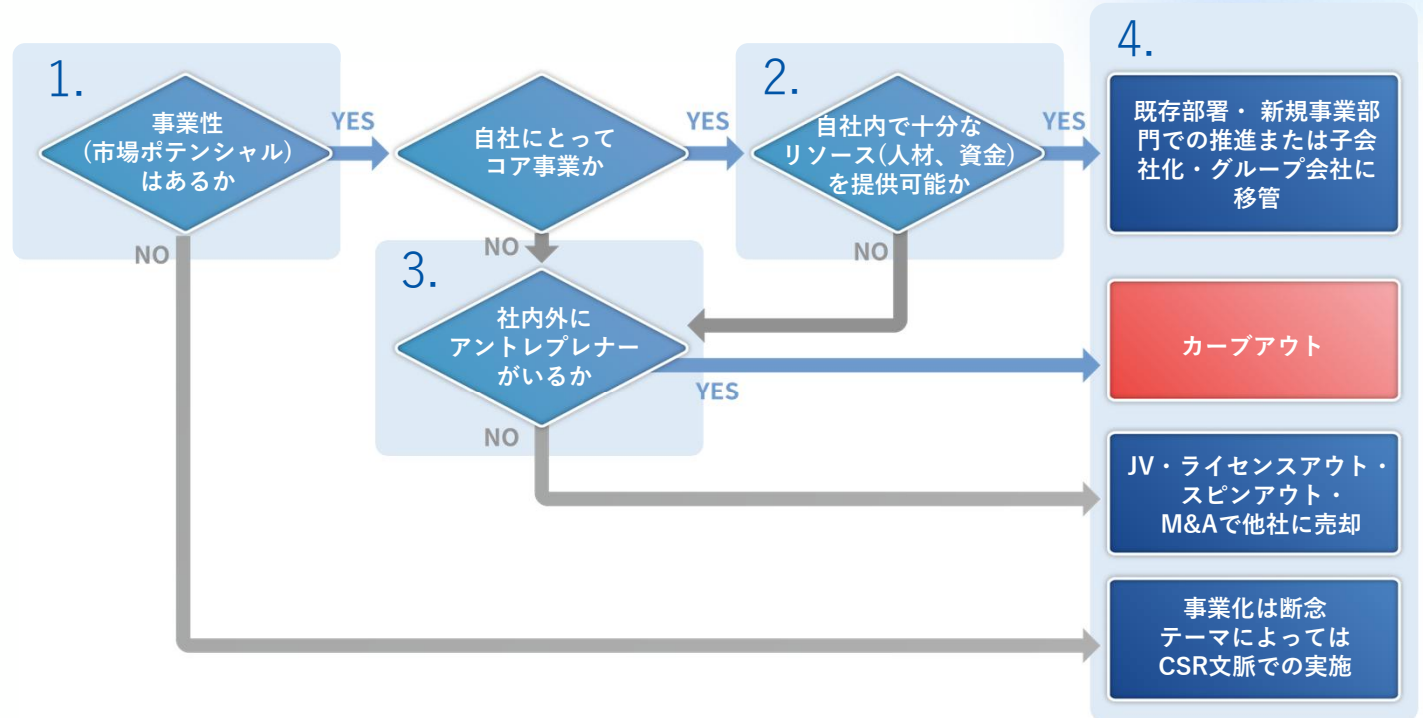 1.
事業性
(市場ポテンシャル)
はあるか
YES
NO
自社にとって
コア事業か
YES
NO
2.
自社内で十分な
リソース(人材、資金)
を提供可能か
YES
NO
3.
社内外に
アントレプレナー
がいるか
YES
NO
4.
既存部署・ 新規事業部
門での推進または子会
社化・グループ会社に
移管
カーブアウト
JV・ライセンスアウト・
スピンアウト・
M&Aで他社に売却
事業化は断念
テーマによっては
CSR文脈での実施